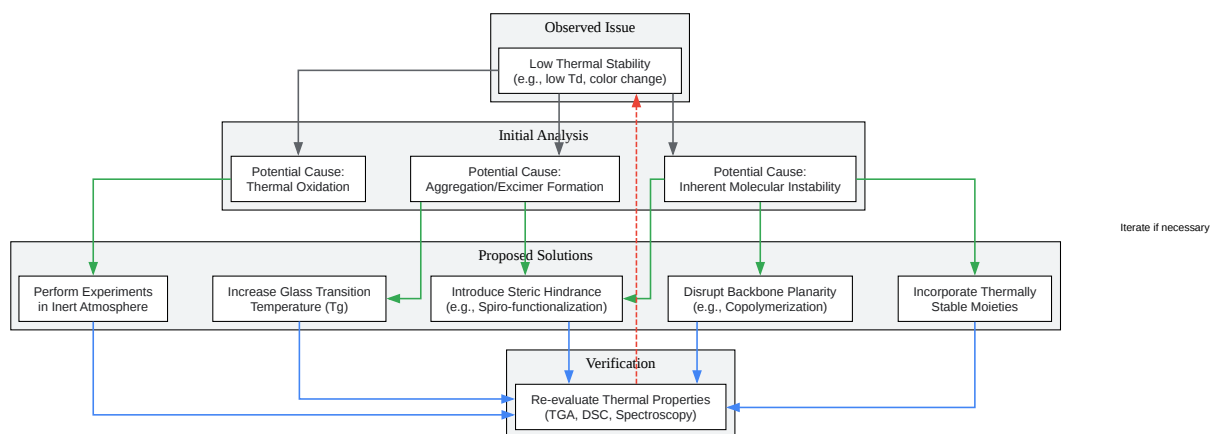 Observed Issue
Low Thermal Stability
(e.g., low Td, color change)
Initial Analysis
Potential Cause:
Thermal Oxidation
Potential Cause:
Aggregation/Excimer Formation
Potential Cause:
Inherent Molecular Instability
Iterate if necessary
Proposed Solutions
Perform Experiments
in Inert Atmosphere
Increase Glass Transition
Temperature (Tg)
Introduce Steric Hindrance
(e.g., Spiro-functionalization)
Disrupt Backbone Planarity
(e.g., Copolymerization)
Incorporate Thermally
Stable Moieties
Verification
Re-evaluate Thermal Properties
(TGA, DSC, Spectroscopy)